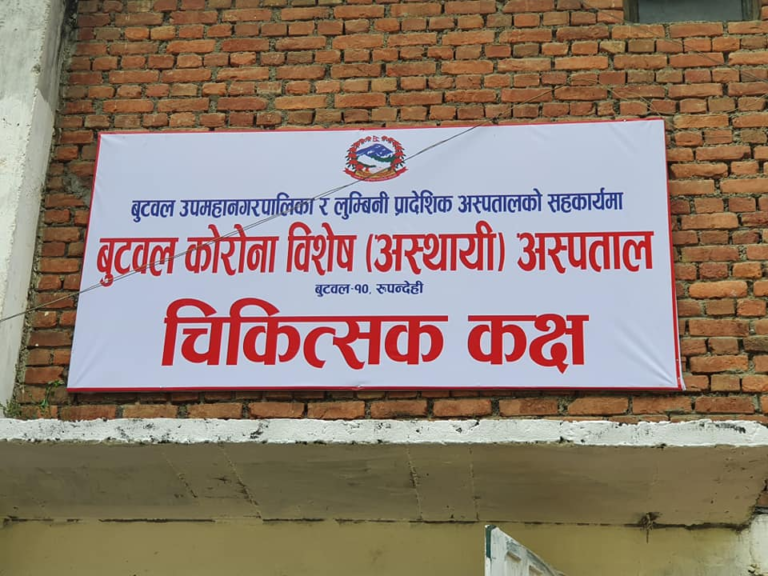 बुटवल उपमहानगरपालिका र लुम्बिनी प्रादेशिक अस्पतालको सहकार्यमा
बुटवल कोरोना विशेष (अस्थायी) अस्पताल
बुटवल-१०, रुपन्देही
चिकित्सक कक्ष